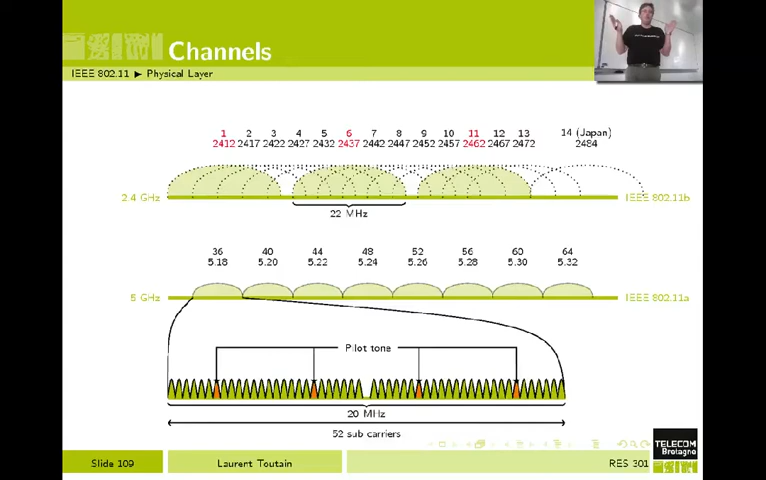 Channels
IEEE 802.11 ► Physical Layer
1 2 3 4 5 6 7 8 9 10 11 12 13 14 (Japan)
2412 2417 2422 2427 2432 2437 2442 2447 2452 2457 2462 2467 2472 2484
2.4 GHz IEEE 802.11b
22 MHz
36 40 44 48 52 56 60 64
5.18 5.20 5.22 5.24 5.26 5.28 5.30 5.32
5 GHz IEEE 802.11a
Pilot tone
20 MHz
52 sub carriers
TELECOM
Bretagne
Slide 109 Laurent Toutain RES 301